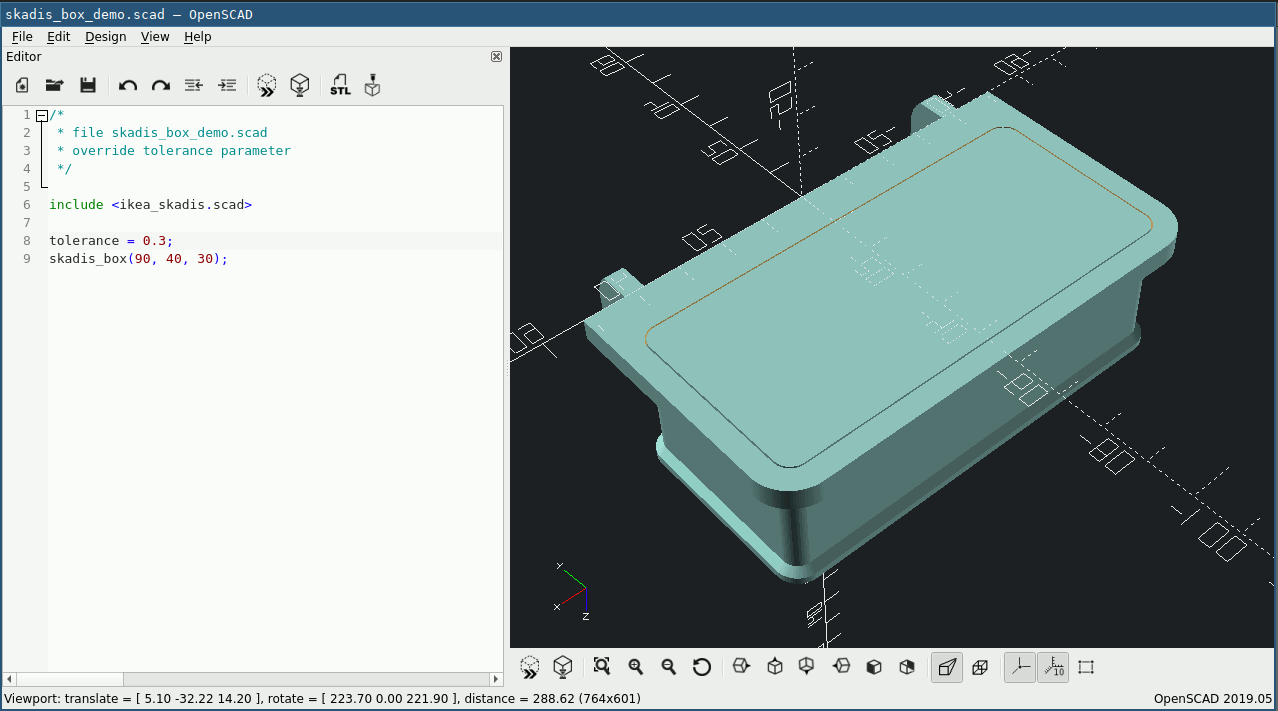 skadis_box_demo.scad — OpenSCAD
File Edit Design View Help
Editor
STL
1 /*
2  * file skadis_box_demo.scad
3  * override tolerance parameter
4  */
5
6 include <ikea_skadis.scad>
7
8 tolerance = 0.3;
9 skadis_box(90, 40, 30);
y
x
z
10
Viewport: translate = [ 5.10 -32.22 14.20 ], rotate = [ 223.70 0.00 221.90 ], distance = 288.62 (764x601)
OpenSCAD 2019.05